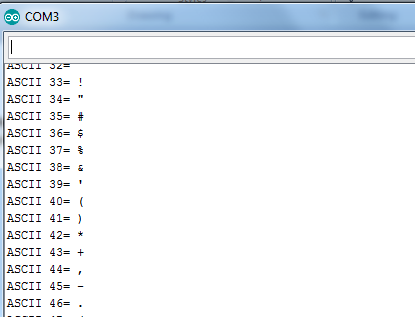 COM3
ASCII 32=
ASCII 33= !
ASCII 34= "
ASCII 35= #
ASCII 36= $
ASCII 37= %
ASCII 38= &
ASCII 39= '
ASCII 40= (
ASCII 41= )
ASCII 42= *
ASCII 43= +
ASCII 44= ,
ASCII 45= -
ASCII 46= .